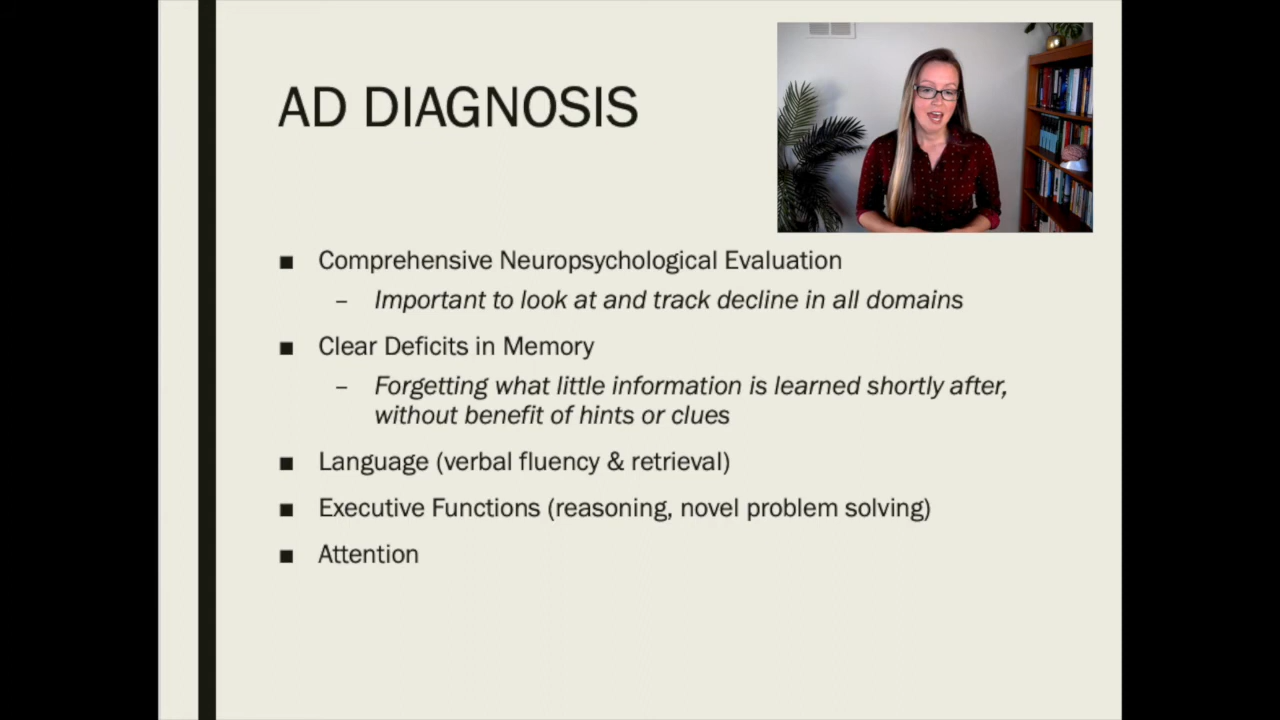 AD DIAGNOSIS
■ Comprehensive Neuropsychological Evaluation
– Important to look at and track decline in all domains
■ Clear Deficits in Memory
– Forgetting what little information is learned shortly after,
without benefit of hints or clues
■ Language (verbal fluency & retrieval)
■ Executive Functions (reasoning, novel problem solving)
■ Attention